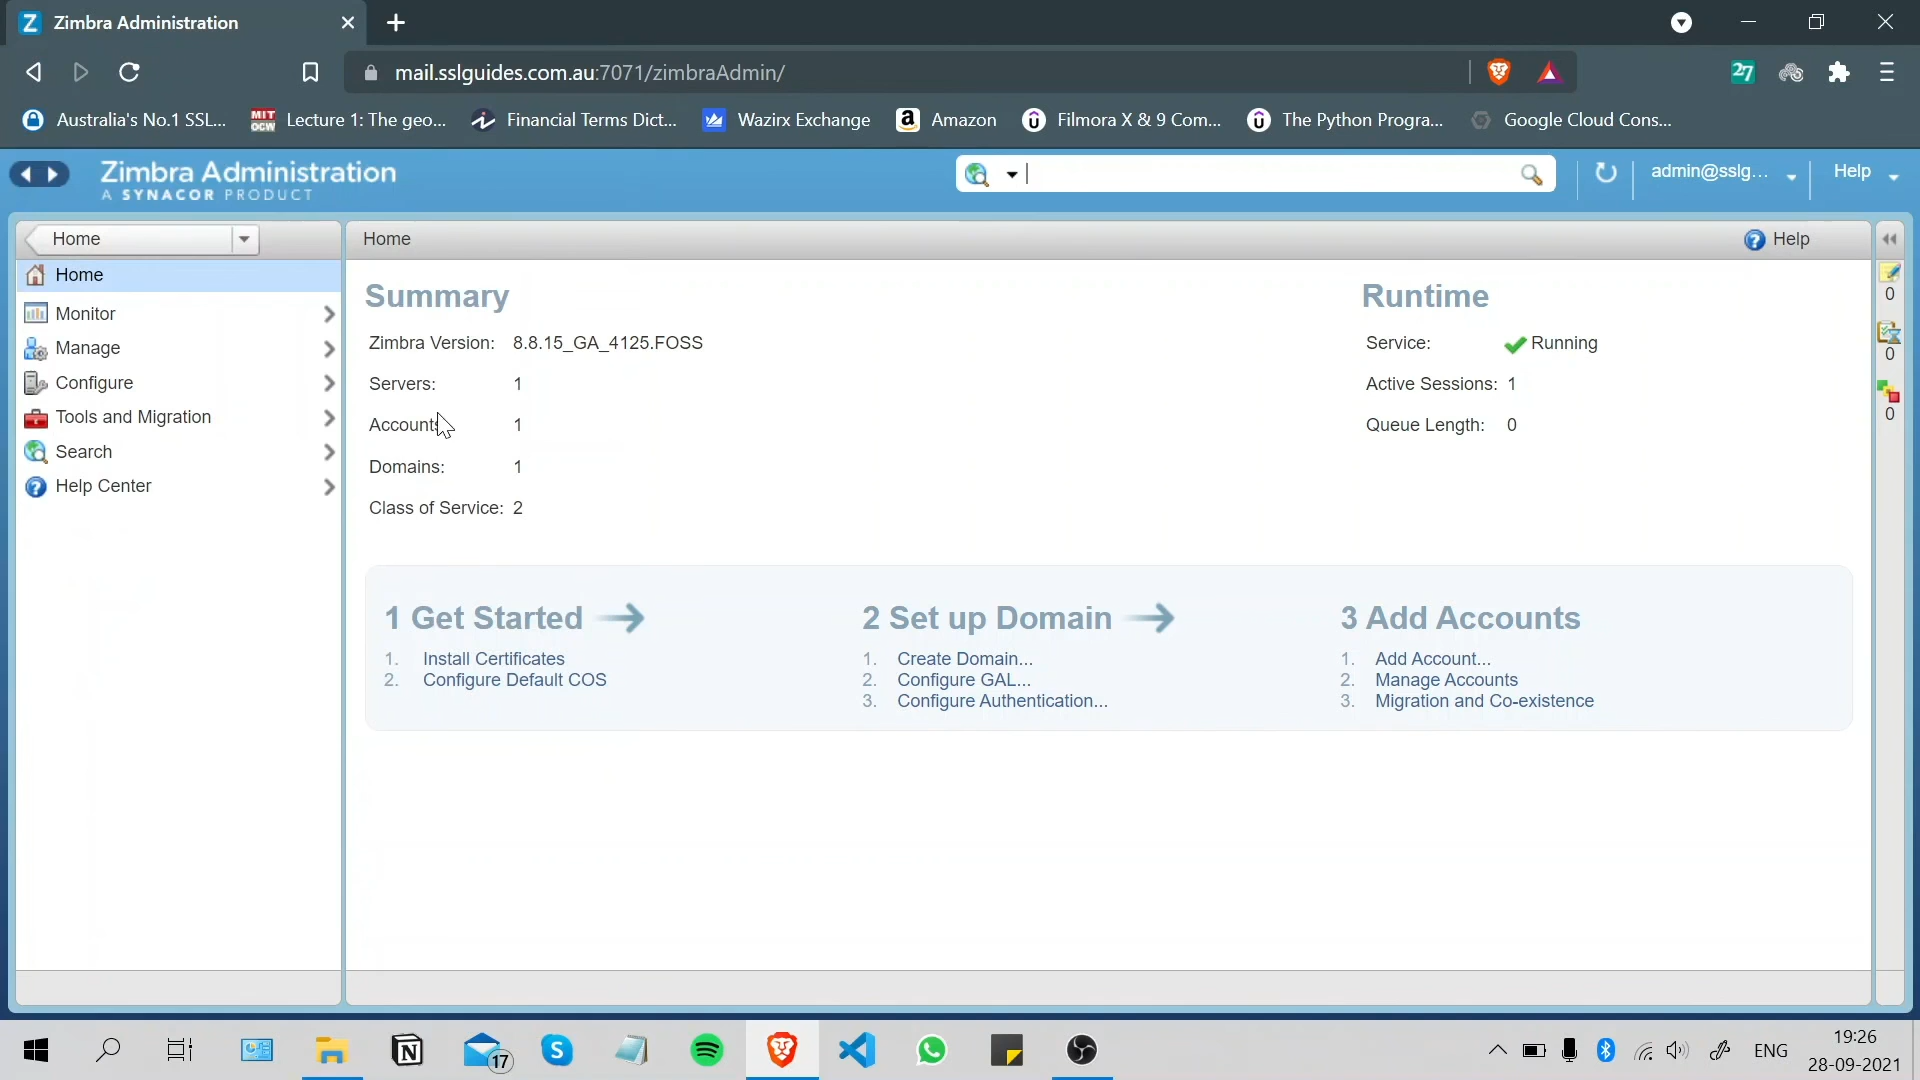 Zimbra Administration
mail.sslguides.com.au:7071/zimbraAdmin/
27
Australia's No.1 SSL...
MIT OCW
Lecture 1: The geo...
Financial Terms Dict...
Wazirx Exchange
Amazon
Filmora X & 9 Com...
The Python Progra...
Google Cloud Cons...
Zimbra Administration
A SYNACOR PRODUCT
admin@sslg...
Help
Home
Home
Monitor
Manage
Configure
Tools and Migration
Search
Help Center
Home
Help
Summary
Zimbra Version: 8.8.15_GA_4125.FOSS
Servers: 1
Accounts 1
Domains: 1
Class of Service: 2
Runtime
Service: Running
Active Sessions: 1
Queue Length: 0
0
0
0
1 Get Started
1. Install Certificates
2. Configure Default COS
2 Set up Domain
1. Create Domain...
2. Configure GAL...
3. Configure Authentication...
3 Add Accounts
1. Add Account...
2. Manage Accounts
3. Migration and Co-existence
17
ENG
19:26
28-09-2021